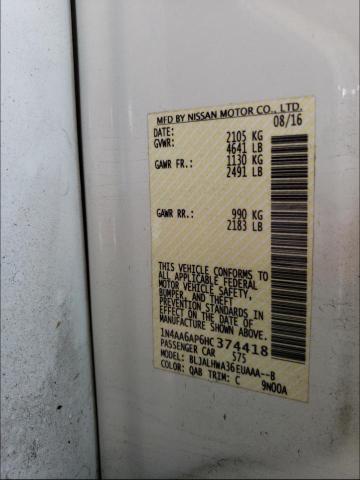 MFD BY NISSAN MOTOR CO., LTD.
DATE: 08/16
GVWR: 2105 KG
4641 LB
GAWR FR.: 1130 KG
2491 LB
GAWR RR.: 990 KG
2183 LB
THIS VEHICLE CONFORMS TO
ALL APPLICABLE FEDERAL
MOTOR VEHICLE SAFETY,
BUMPER, AND THEFT
PREVENTION STANDARDS IN
EFFECT ON THE DATE OF
MANUFACTURE SHOWN ABOVE.
1N4AA6AP6HC374418
PASSENGER CAR 575
MODEL: BLJALHWA36EUAAA--B
COLOR: QAB TRIM: C 9N00A